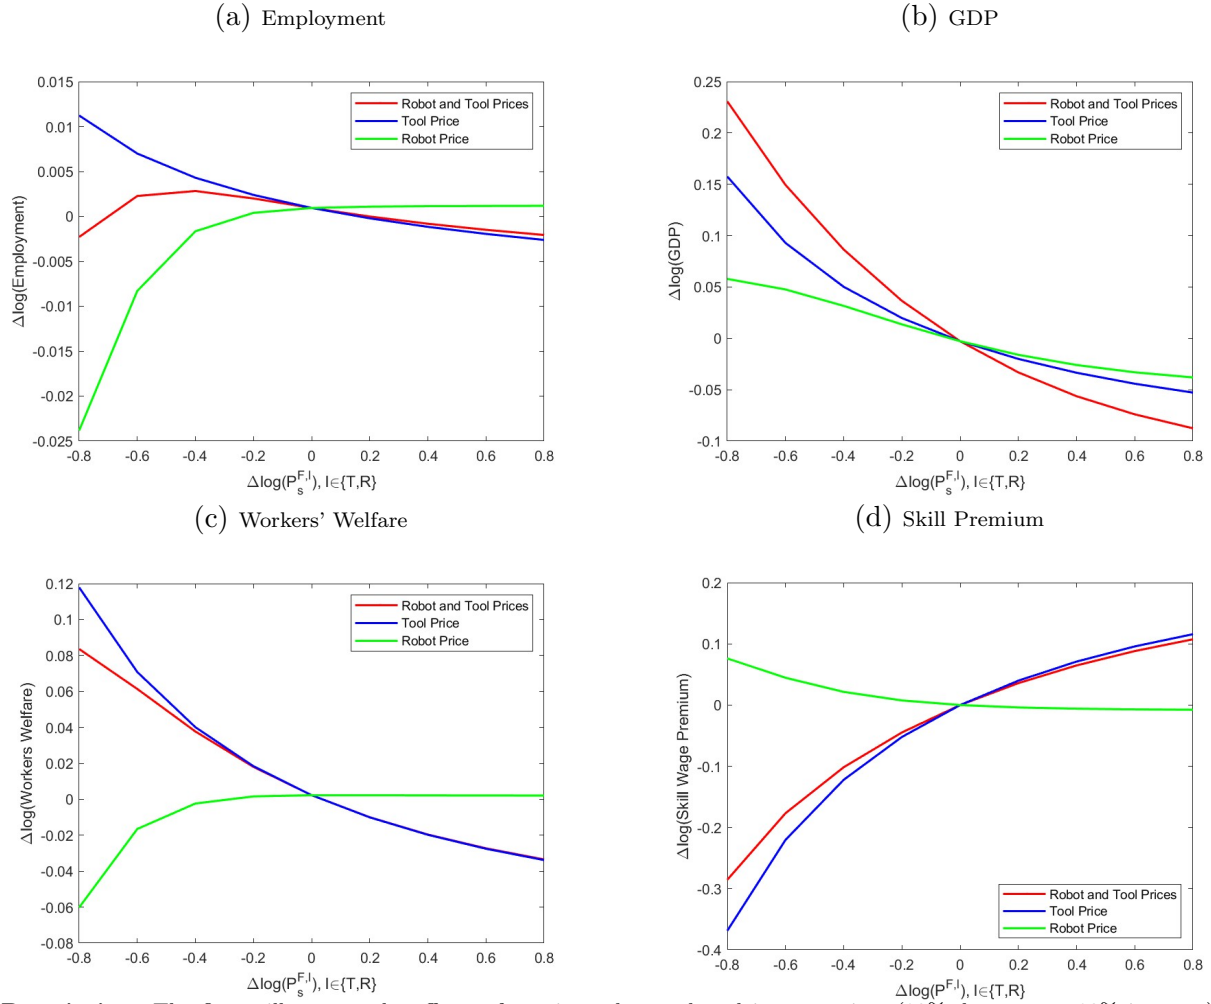 (a) Employment
0.015
0.01
0.005
0
-0.005
-0.01
-0.015
-0.02
-0.025
Δlog(Employment)
Robot and Tool Prices
Tool Price
Robot Price
-0.8 -0.6 -0.4 -0.2 0 0.2 0.4 0.6 0.8
Δlog(P_s^{F,I}), I∈{T,R}
(b) GDP
0.25
0.2
0.15
0.1
0.05
0
-0.05
-0.1
Δlog(GDP)
Robot and Tool Prices
Tool Price
Robot Price
-0.8 -0.6 -0.4 -0.2 0 0.2 0.4 0.6 0.8
Δlog(P_s^{F,I}), I∈{T,R}
(c) Workers' Welfare
0.12
0.1
0.08
0.06
0.04
0.02
0
-0.02
-0.04
-0.06
-0.08
Δlog(Workers Welfare)
Robot and Tool Prices
Tool Price
Robot Price
-0.8 -0.6 -0.4 -0.2 0 0.2 0.4 0.6 0.8
Δlog(P_s^{F,I}), I∈{T,R}
(d) Skill Premium
0.2
0.1
0
-0.1
-0.2
-0.3
-0.4
Δlog(Skill Wage Premium)
Robot and Tool Prices
Tool Price
Robot Price
-0.8 -0.6 -0.4 -0.2 0 0.2 0.4 0.6 0.8
Δlog(P_s^{F,I}), I∈{T,R}